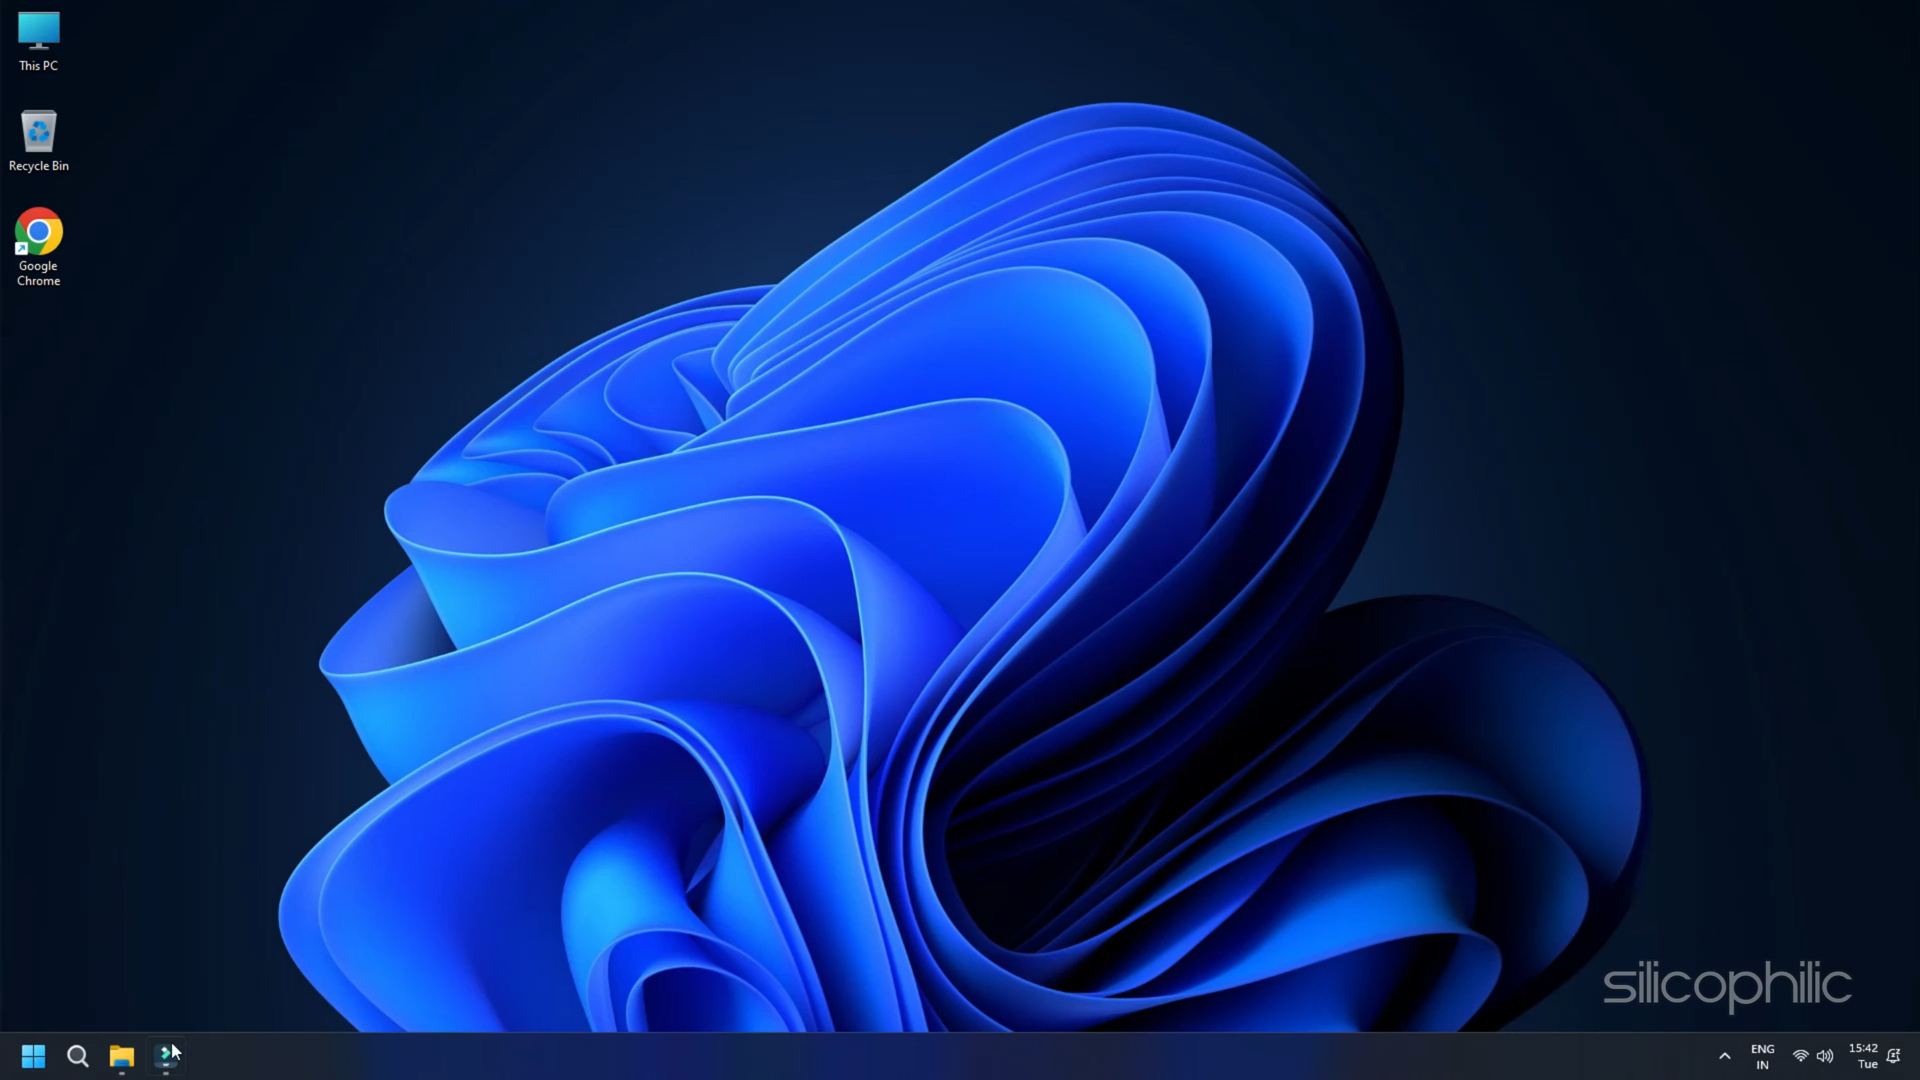 This PC
Recycle Bin
Google
Chrome
silicophilic
ENG
IN
15:42
Tue